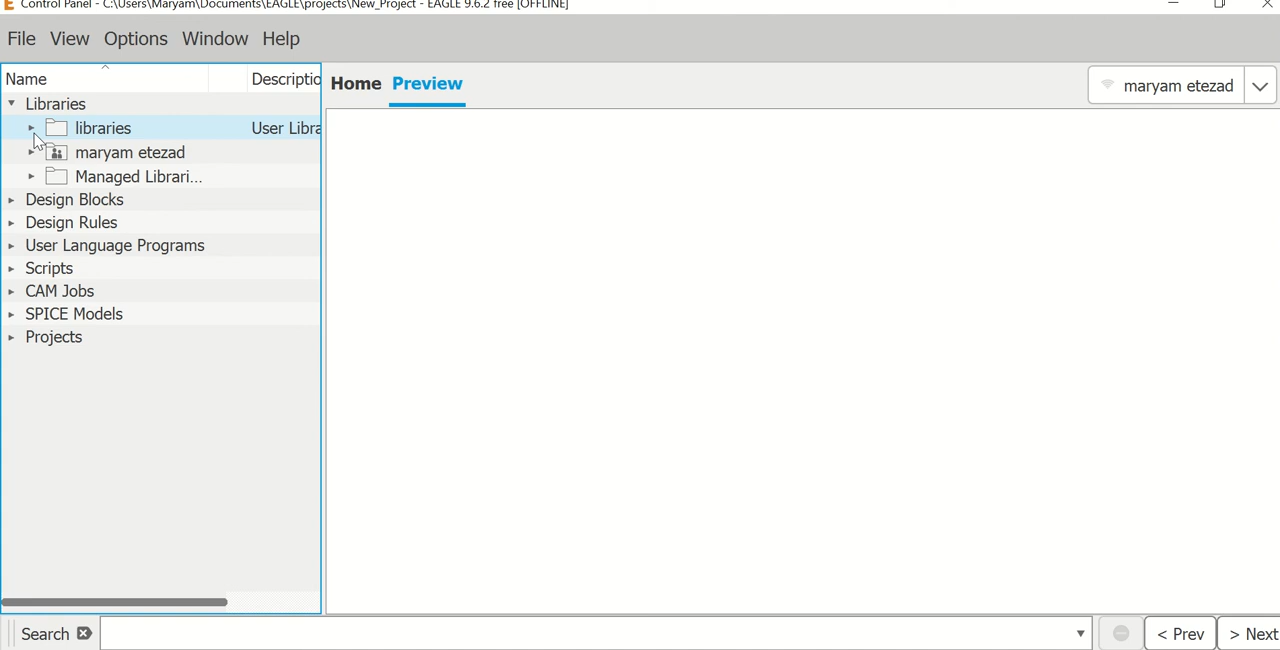 Control Panel - C:\Users\Maryam\Documents\EAGLE\projects\New_Project - EAGLE 9.6.2 free [OFFLINE]
File View Options Window Help
Name Descriptio
Home Preview
maryam etezad
Libraries
libraries User Libra
maryam etezad
Managed Librari...
Design Blocks
Design Rules
User Language Programs
Scripts
CAM Jobs
SPICE Models
Projects
Search
< Prev > Next